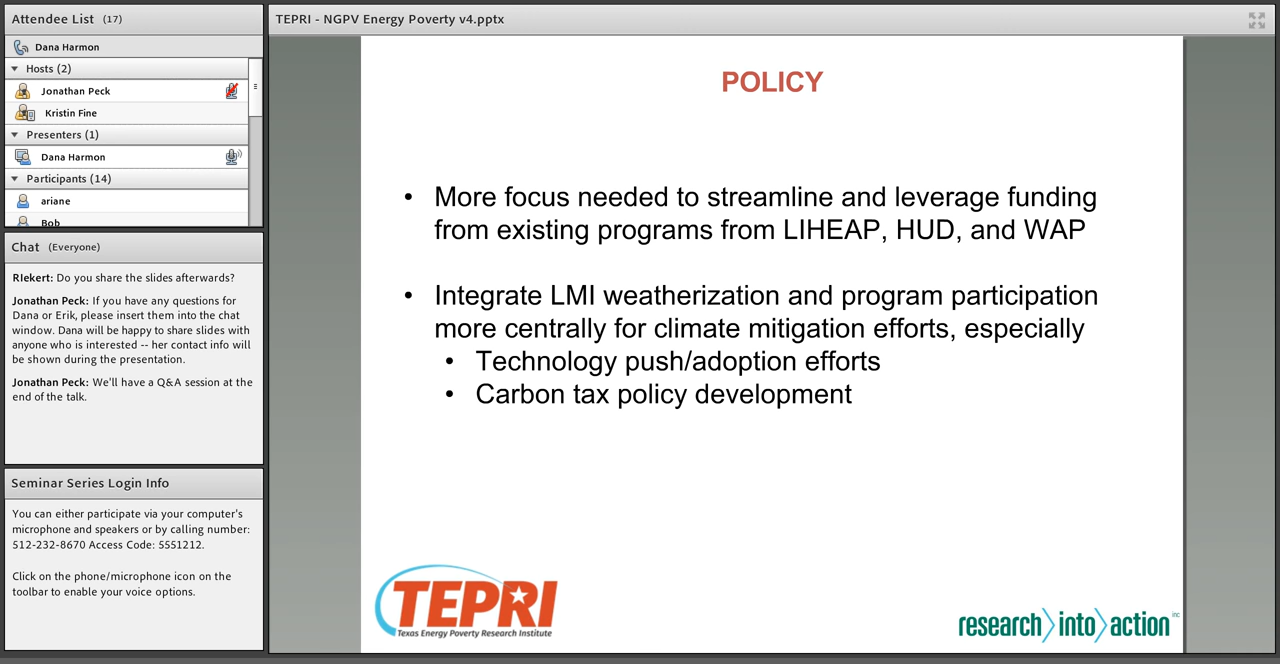 Attendee List (17)
Dana Harmon
Hosts (2)
Jonathan Peck
Kristin Fine
Presenters (1)
Dana Harmon
Participants (14)
ariane
Bob
Chat (Everyone)
RIekert: Do you share the slides afterwards?
Jonathan Peck: If you have any questions for
Dana or Erik, please insert them into the chat
window. Dana will be happy to share slides with
anyone who is interested -- her contact info will
be shown during the presentation.
Jonathan Peck: We'll have a Q&A session at the
end of the talk.
Seminar Series Login Info
You can either participate via your computer's
microphone and speakers or by calling number:
512-232-8670 Access Code: 5551212.
Click on the phone/microphone icon on the
toolbar to enable your voice options.
TEPRI - NGPV Energy Poverty v4.pptx
POLICY
• More focus needed to streamline and leverage funding
from existing programs from LIHEAP, HUD, and WAP
• Integrate LMI weatherization and program participation
more centrally for climate mitigation efforts, especially
• Technology push/adoption efforts
• Carbon tax policy development
TEPRI
Texas Energy Poverty Research Institute
research into action inc